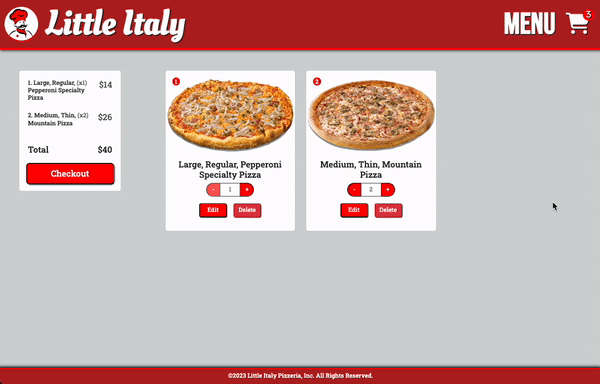 Little Italy
MENU
3
1. Large, Regular, (x1)
Pepperoni Specialty
Pizza
$14
2. Medium, Thin, (x2)
Mountain Pizza
$26
Total
$40
Checkout
1
Large, Regular, Pepperoni
Specialty Pizza
- 1 +
Edit Delete
2
Medium, Thin, Mountain
Pizza
- 2 +
Edit Delete
©2023 Little Italy Pizzeria, Inc. All Rights Reserved.